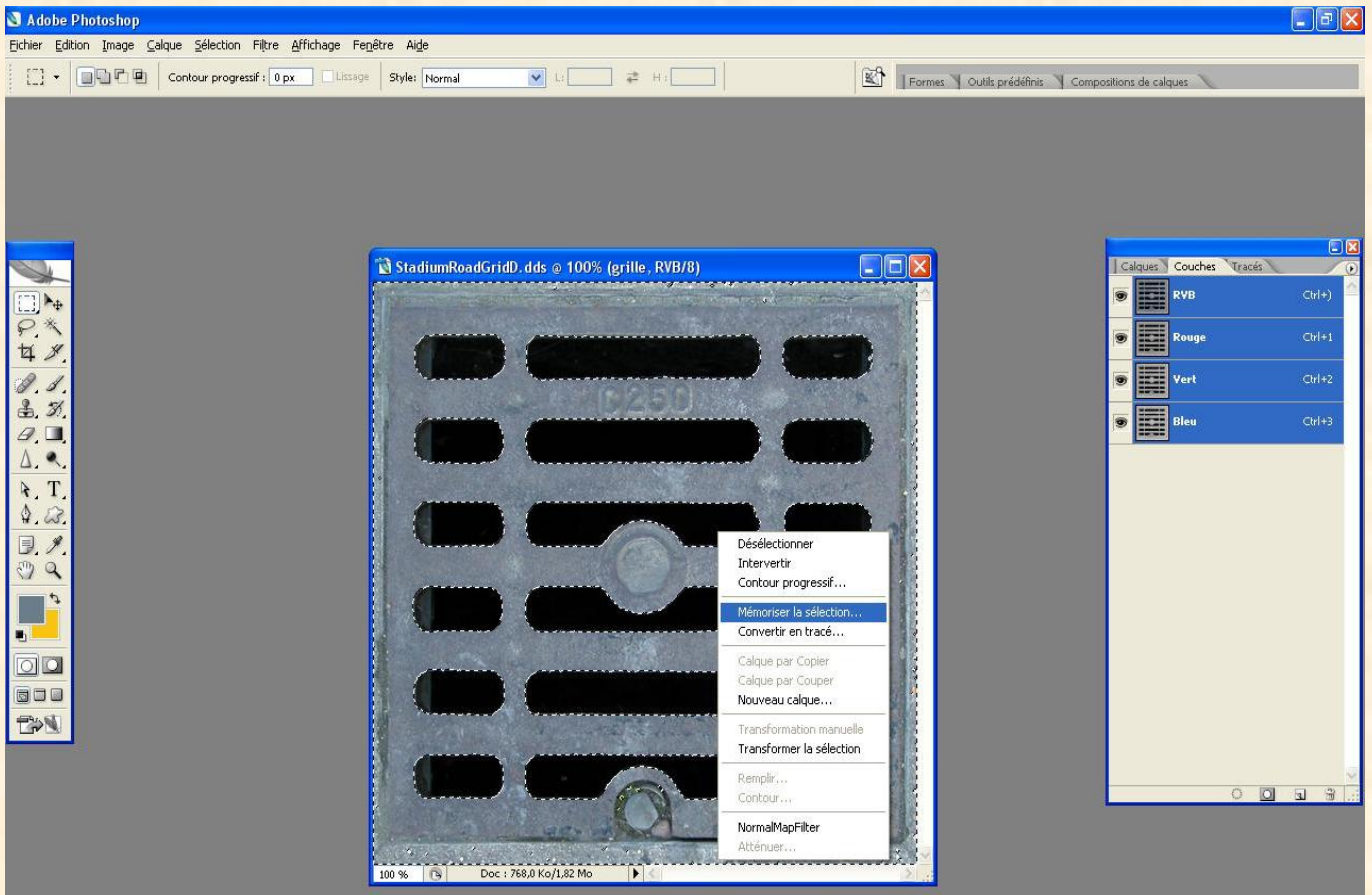 Adobe Photoshop
Fichier Edition Image Calque Sélection Filtre Affichage Fenêtre Aide
Contour progressif : 0 px Lissage Style: Normal L: H: Formes Outils prédéfinis Compositions de calques
StadiumRoadGridD.dds @ 100% (grille, RVB/8)
C250
Désélectionner
Intervertir
Contour progressif...
Mémoriser la sélection...
Convertir en tracé...
Calque par Copier
Calque par Couper
Nouveau calque...
Transformation manuelle
Transformer la sélection
Remplir...
Contour...
NormalMapFilter
Atténuer...
100 % Doc : 768,0 Ko/1,82 Mo
Calques Couches Tracés
RVB Ctrl+)
Rouge Ctrl+1
Vert Ctrl+2
Bleu Ctrl+3